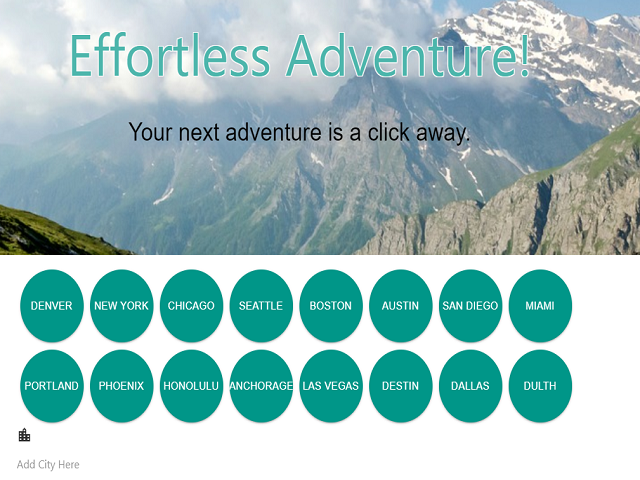 Effortless Adventure!
Your next adventure is a click away.
DENVER NEW YORK CHICAGO SEATTLE BOSTON AUSTIN SAN DIEGO MIAMI
PORTLAND PHOENIX HONOLULU ANCHORAGE LAS VEGAS DESTIN DALLAS DULTH
Add City Here